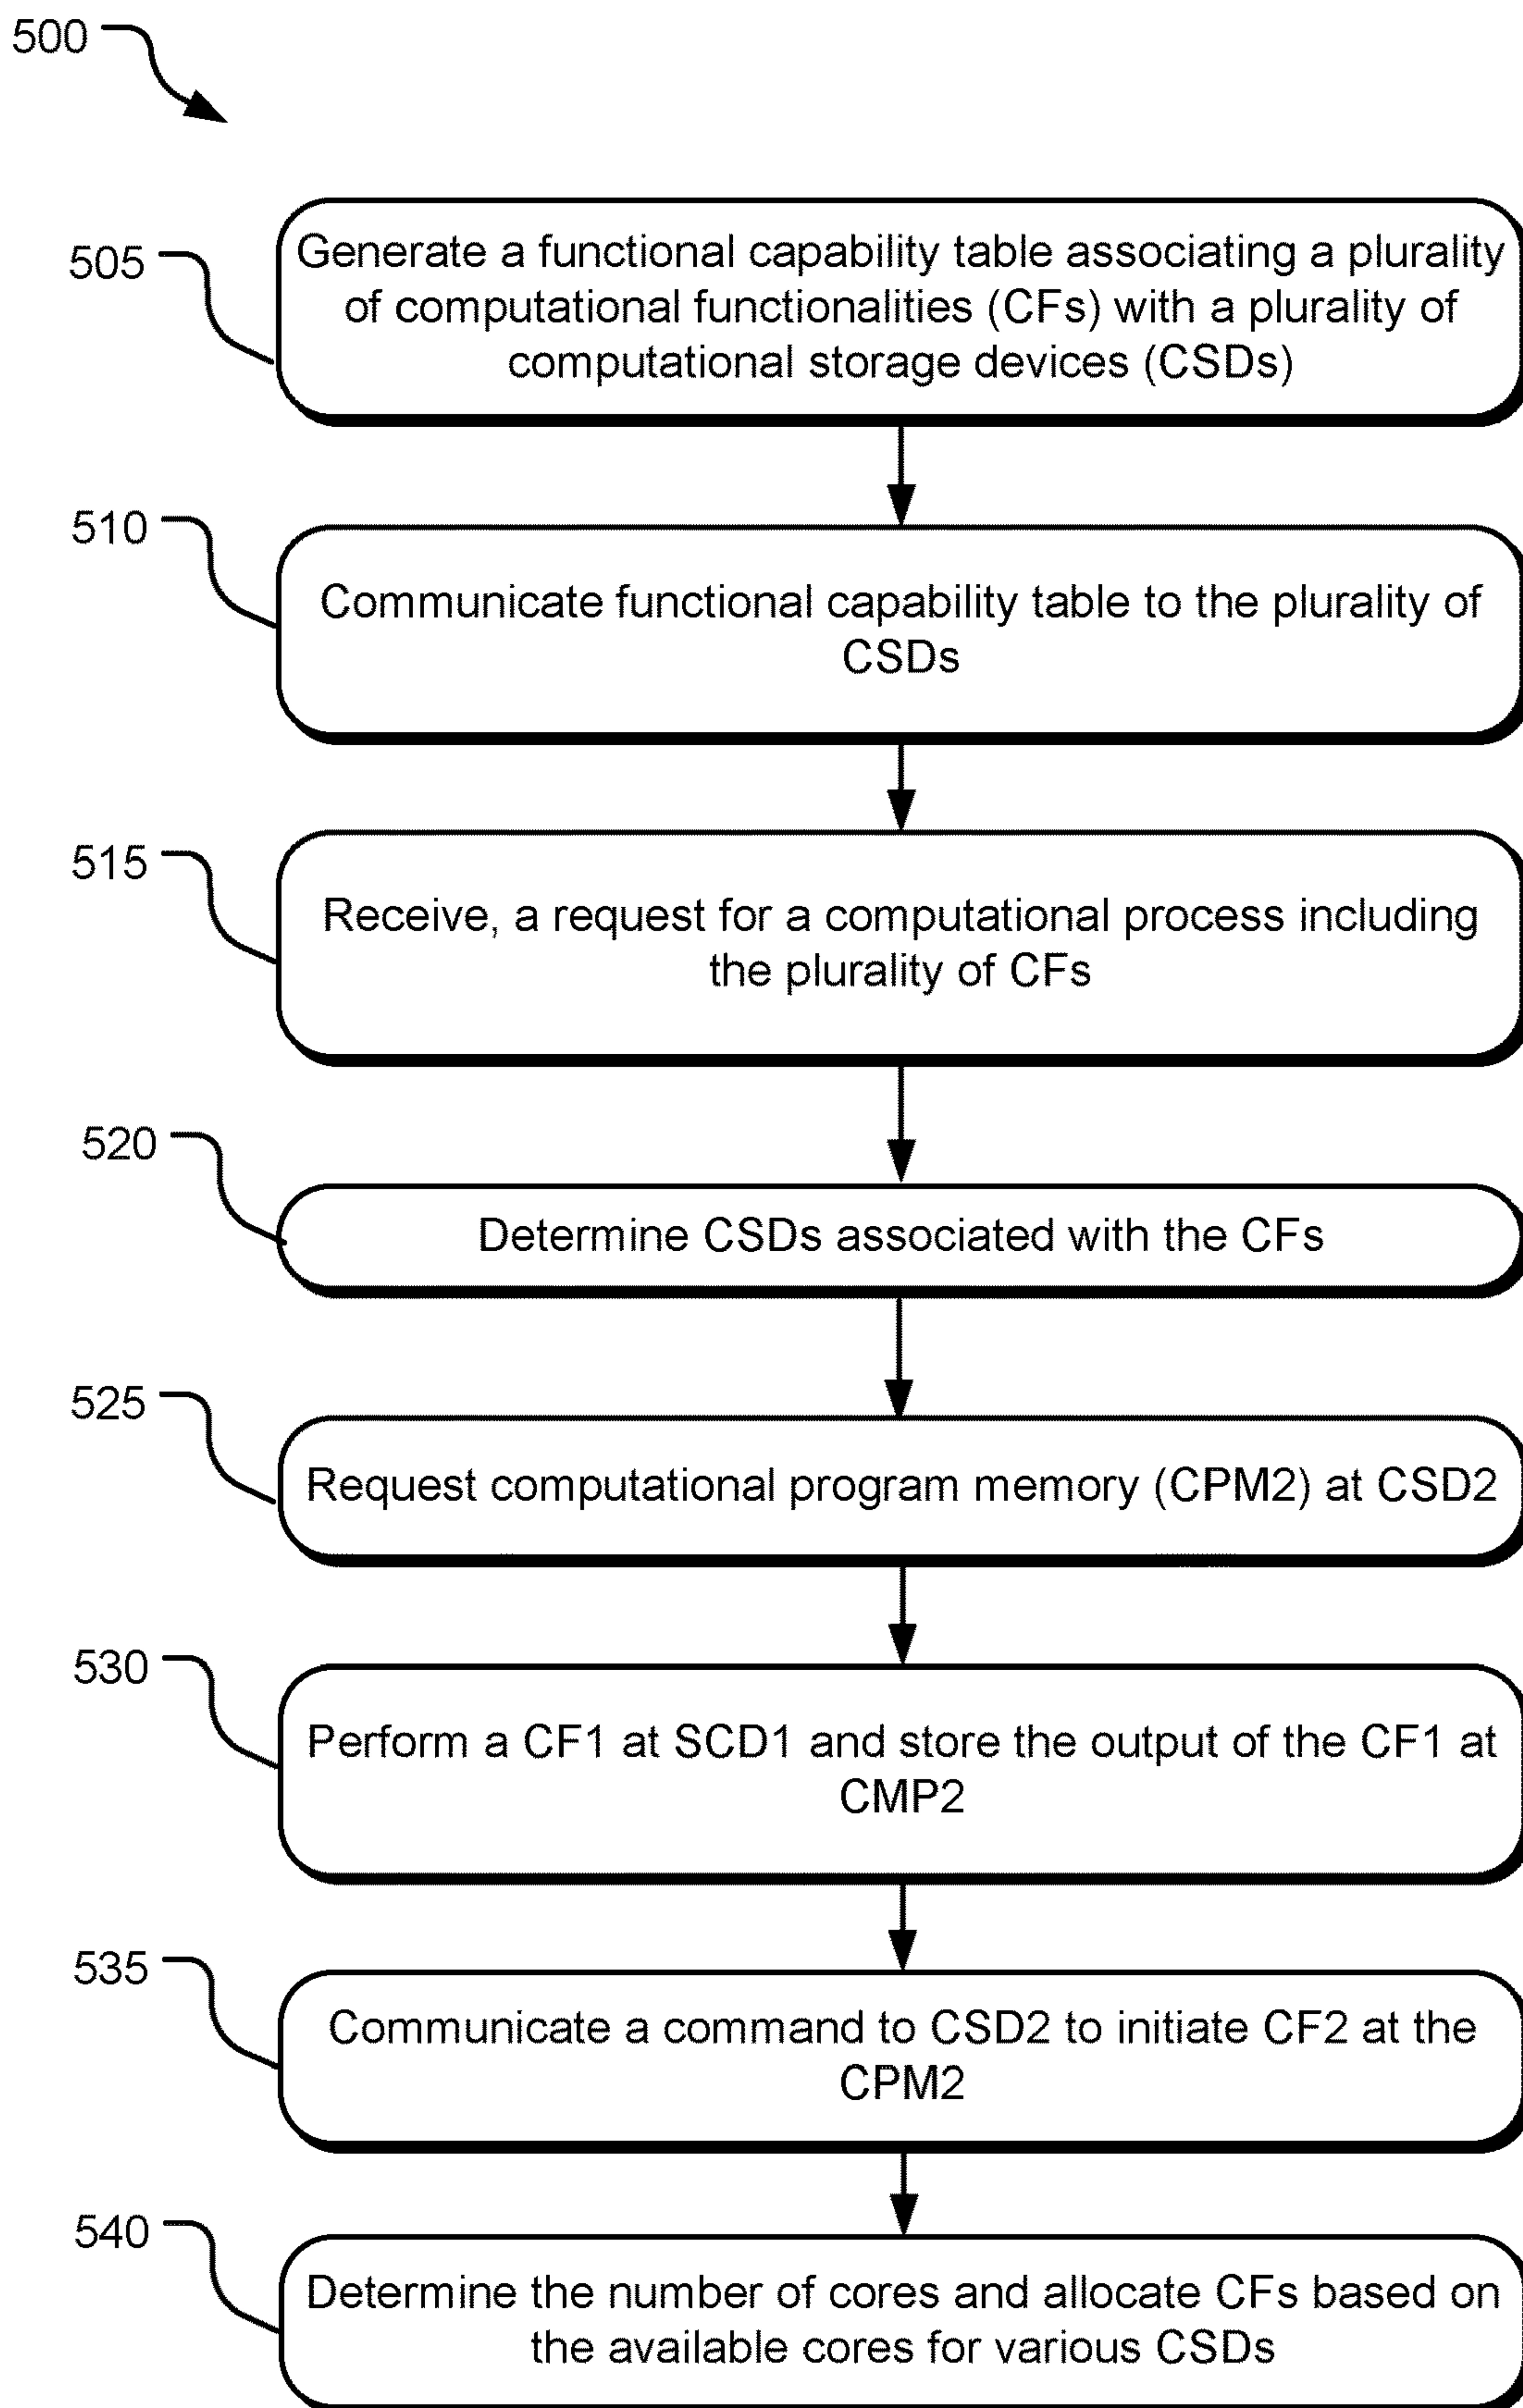 500
505
Generate a functional capability table associating a plurality
of computational functionalities (CFs) with a plurality of
computational storage devices (CSDs)
510
Communicate functional capability table to the plurality of
CSDs
515
Receive, a request for a computational process including
the plurality of CFs
520
Determine CSDs associated with the CFs
525
Request computational program memory (CPM2) at CSD2
530
Perform a CF1 at SCD1 and store the output of the CF1 at
CMP2
535
Communicate a command to CSD2 to initiate CF2 at the
CPM2
540
Determine the number of cores and allocate CFs based on
the available cores for various CSDs